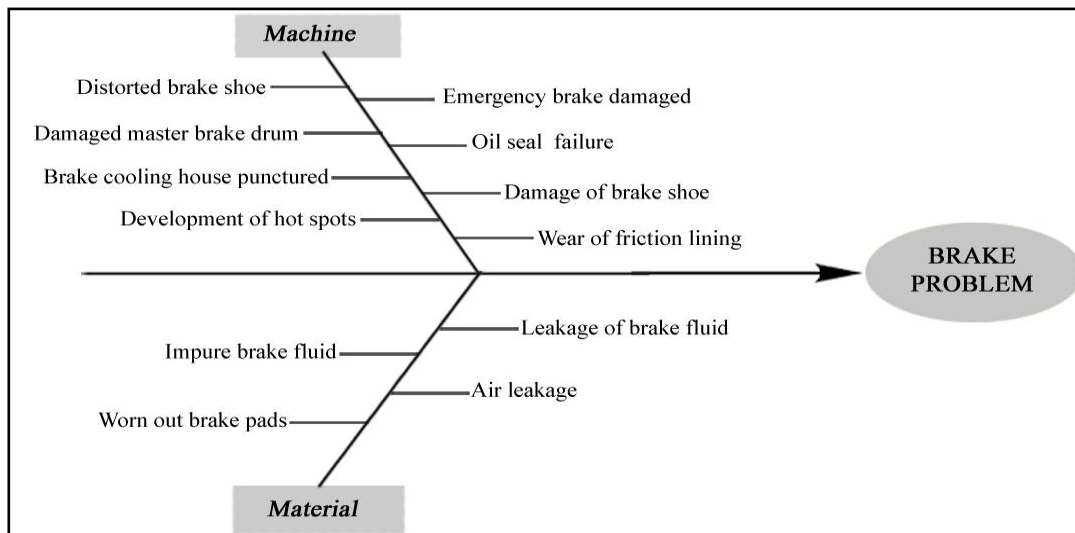 Machine
Distorted brake shoe
Emergency brake damaged
Damaged master brake drum
Oil seal failure
Brake cooling house punctured
Damage of brake shoe
Development of hot spots
Wear of friction lining
BRAKE
PROBLEM
Leakage of brake fluid
Impure brake fluid
Air leakage
Worn out brake pads
Material